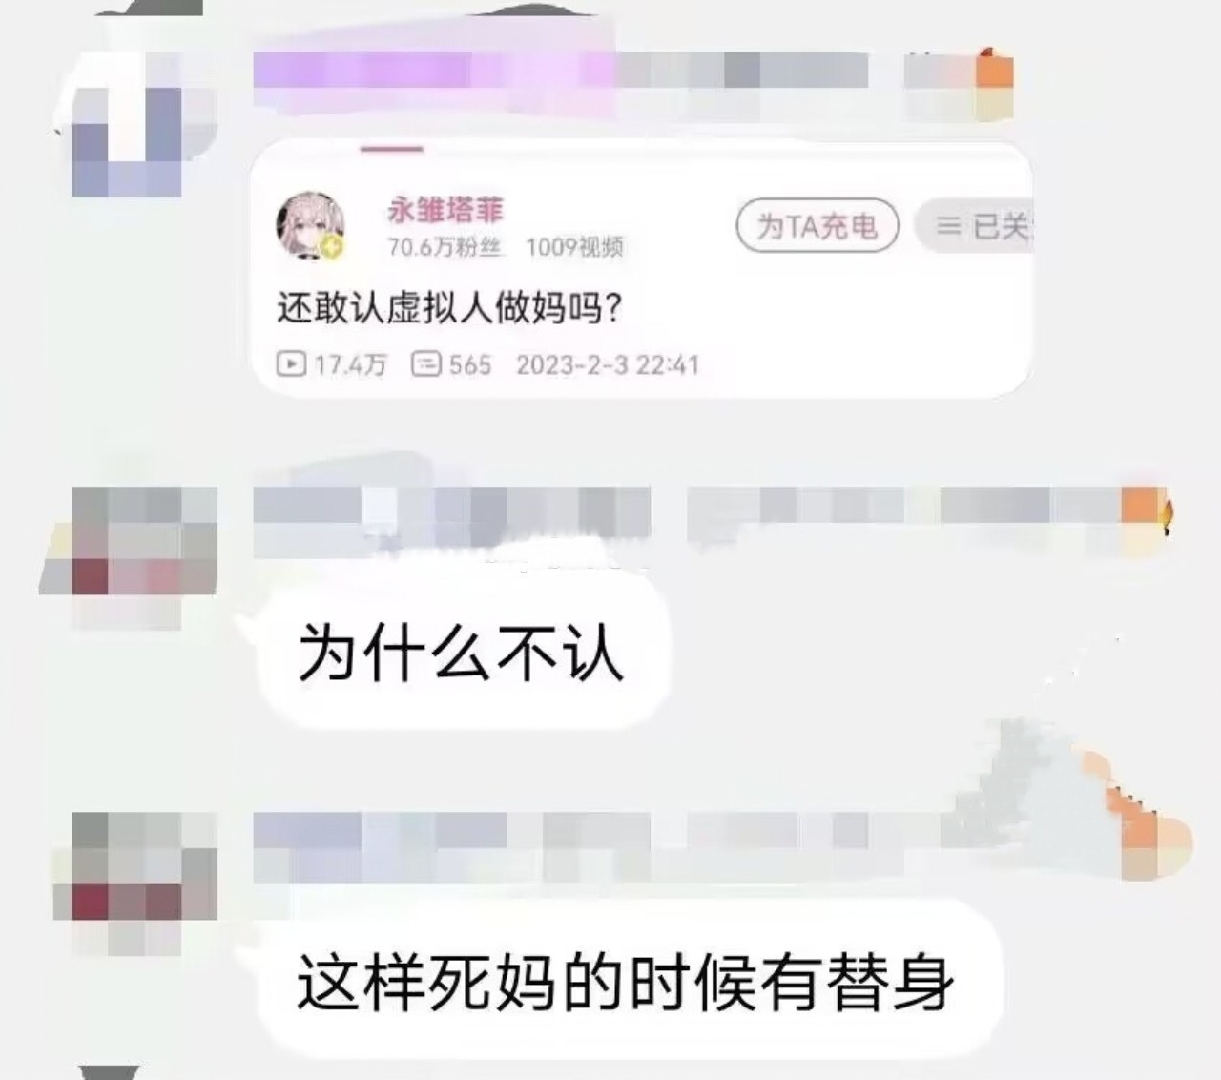 永雏塔菲
为TA充电
已关
70.6万粉丝 1009视频
还敢认虚拟人做妈吗?
17.4万 565 2023-2-3 22:41
为什么不认
这样死妈的时候有替身